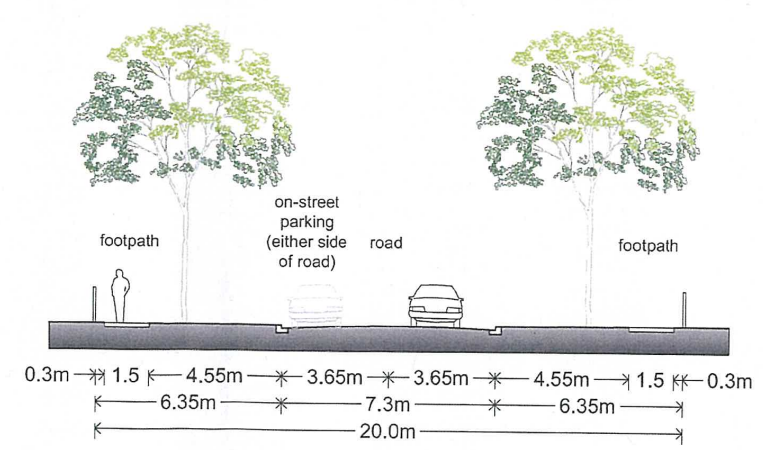 on-street
parking
(either side
of road)
road
footpath
footpath
0.3m 1.5 4.55m 3.65m 3.65m 4.55m 1.5 0.3m
6.35m 7.3m 6.35m
20.0m